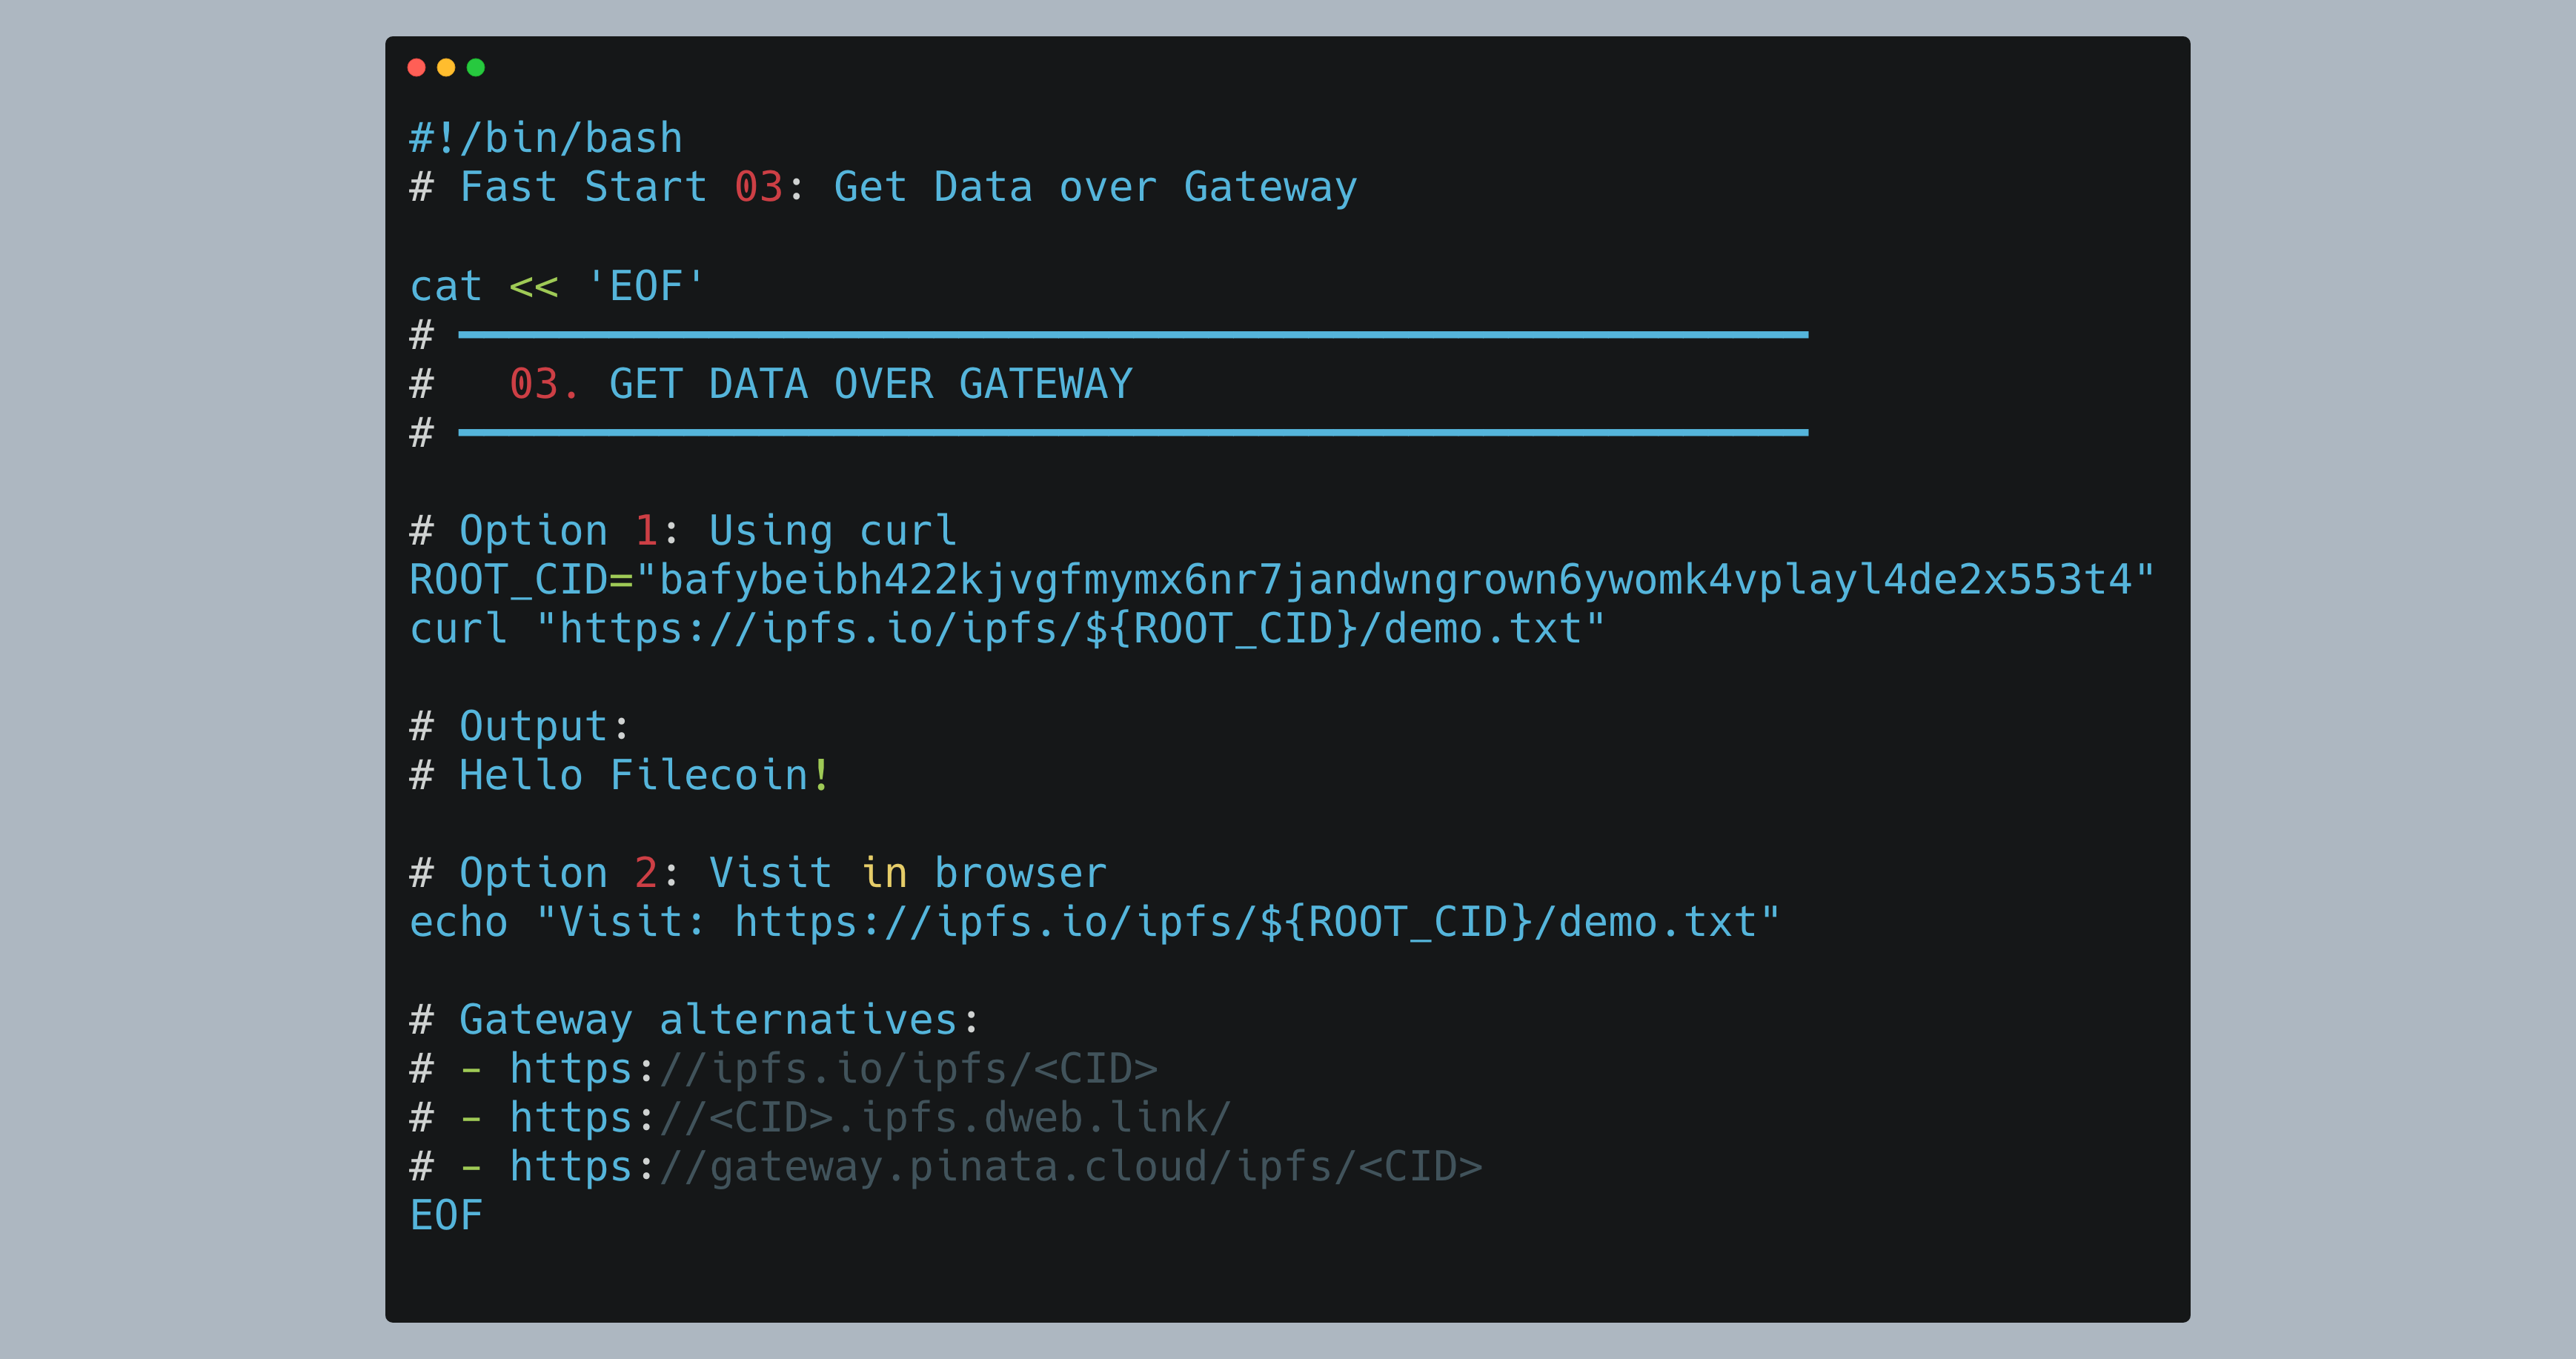 #!/bin/bash
# Fast Start 03: Get Data over Gateway
cat << 'EOF'
# ━━━━━━━━━━━━━━━━━━━━━━━━━━━━━━━━━━━━━━━━━━━━━━━━━━━━━━
#   03. GET DATA OVER GATEWAY
# ━━━━━━━━━━━━━━━━━━━━━━━━━━━━━━━━━━━━━━━━━━━━━━━━━━━━━━
# Option 1: Using curl
ROOT_CID="bafybeibh422kjvgfmymx6nr7jandwngrown6ywomk4vplayl4de2x553t4"
curl "https://ipfs.io/ipfs/${ROOT_CID}/demo.txt"
# Output:
# Hello Filecoin!
# Option 2: Visit in browser
echo "Visit: https://ipfs.io/ipfs/${ROOT_CID}/demo.txt"
# Gateway alternatives:
# - https://ipfs.io/ipfs/<CID>
# - https://<CID>.ipfs.dweb.link/
# - https://gateway.pinata.cloud/ipfs/<CID>
EOF